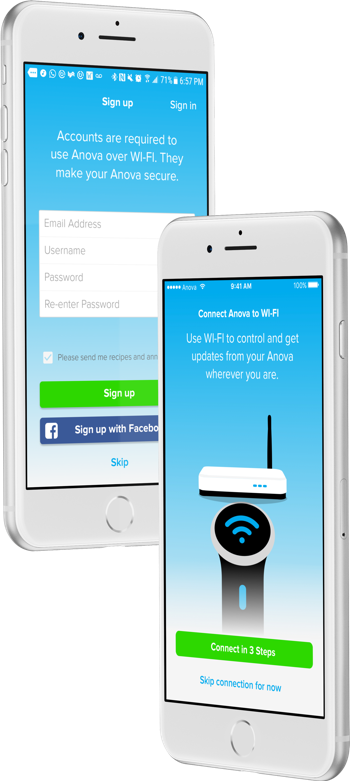 71% 6:57 PM
Sign up
Sign in
Accounts are required to
use Anova over WI-FI. They
make your Anova secure.
Email Address
Username
Password
Re-enter Password
Please send me recipes and ann
Sign up
Sign up with Facebo
Skip
Anova
9:41 AM
100%
Connect Anova to WI-FI
Use WI-FI to control and get
updates from your Anova
wherever you are.
Connect in 3 Steps
Skip connection for now